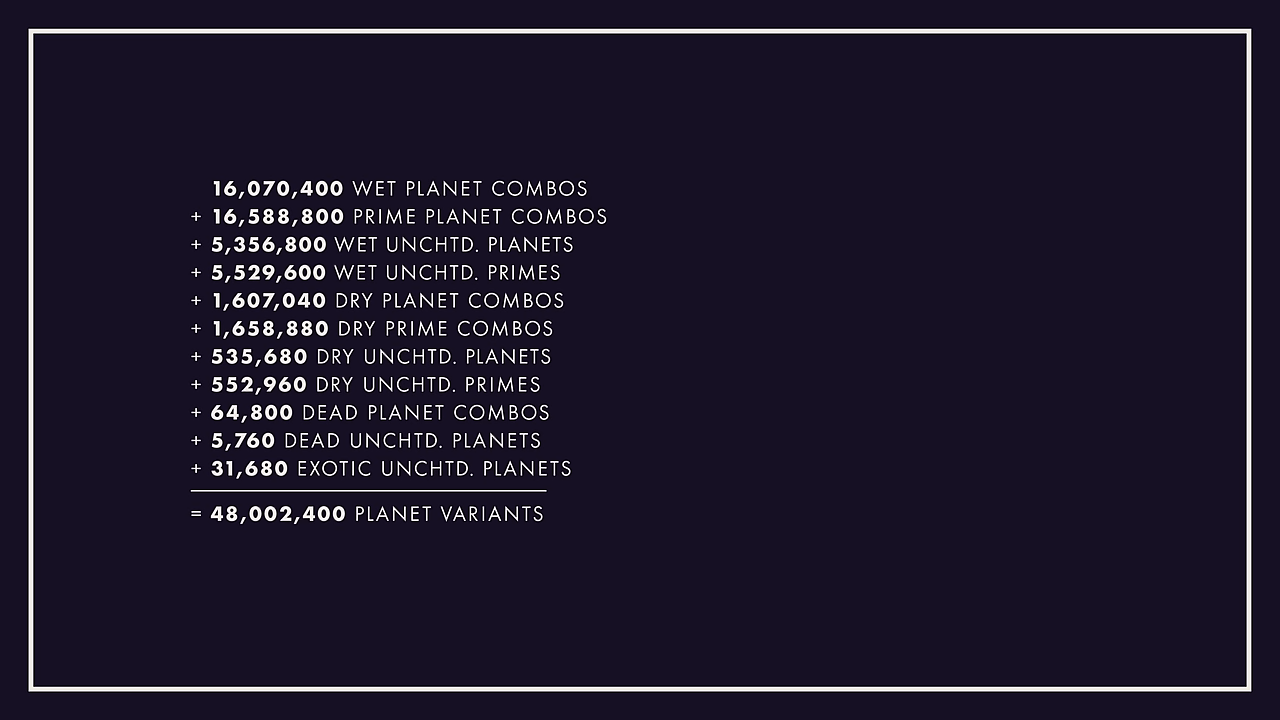 16,070,400 WET PLANET COMBOS
+ 16,588,800 PRIME PLANET COMBOS
+ 5,356,800 WET UNCHTD. PLANETS
+ 5,529,600 WET UNCHTD. PRIMES
+ 1,607,040 DRY PLANET COMBOS
+ 1,658,880 DRY PRIME COMBOS
+ 535,680 DRY UNCHTD. PLANETS
+ 552,960 DRY UNCHTD. PRIMES
+ 64,800 DEAD PLANET COMBOS
+ 5,760 DEAD UNCHTD. PLANETS
+ 31,680 EXOTIC UNCHTD. PLANETS
= 48,002,400 PLANET VARIANTS